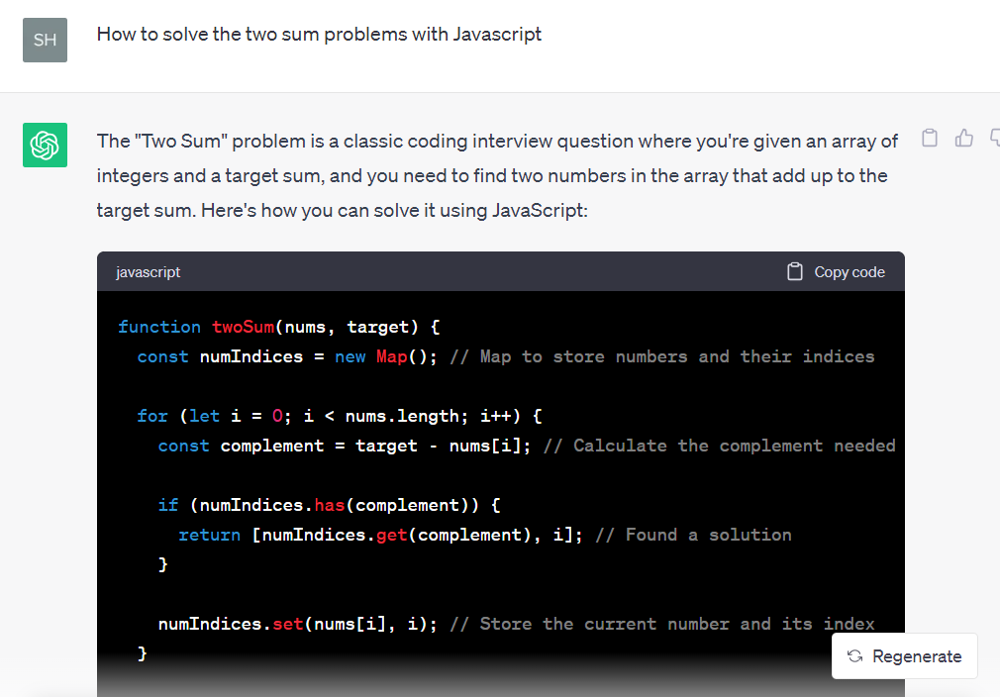 SH
How to solve the two sum problems with Javascript
The "Two Sum" problem is a classic coding interview question where you're given an array of
integers and a target sum, and you need to find two numbers in the array that add up to the
target sum. Here's how you can solve it using JavaScript:
javascript Copy code
function twoSum(nums, target) {
  const numIndices = new Map(); // Map to store numbers and their indices
  for (let i = 0; i < nums.length; i++) {
    const complement = target - nums[i]; // Calculate the complement needed
    if (numIndices.has(complement)) {
      return [numIndices.get(complement), i]; // Found a solution
    }
    numIndices.set(nums[i], i); // Store the current number and its index
  }
Regenerate